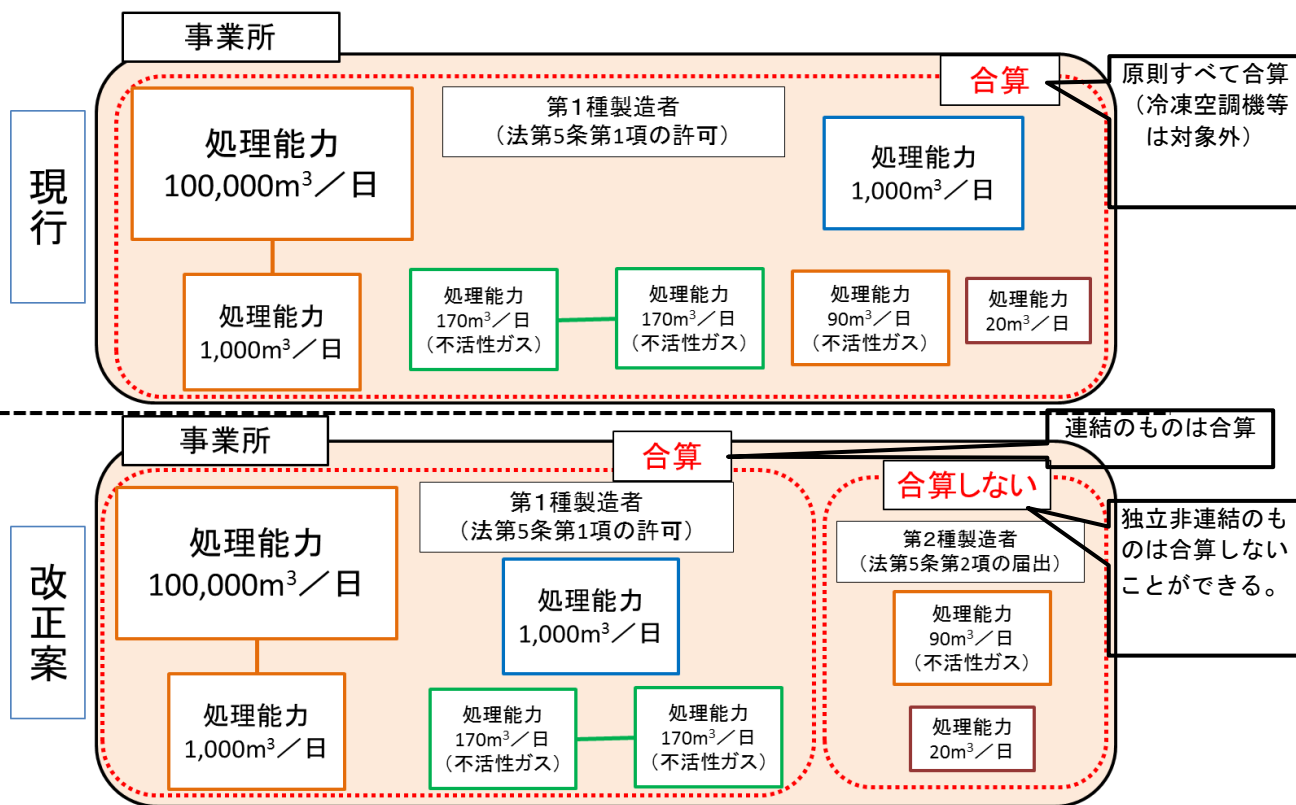 事業所
現行
合算
原則すべて合算
（冷凍空調機等
は対象外）
第1種製造者
（法第5条第1項の許可）
処理能力
100,000m³／日
処理能力
1,000m³／日
処理能力
1,000m³／日
処理能力
170m³／日
（不活性ガス）
処理能力
170m³／日
（不活性ガス）
処理能力
90m³／日
（不活性ガス）
処理能力
20m³／日
事業所
改正案
合算
連結のものは合算
合算しない
独立非連結のも
のは合算しない
ことができる。
第1種製造者
（法第5条第1項の許可）
第2種製造者
（法第5条第2項の届出）
処理能力
100,000m³／日
処理能力
1,000m³／日
処理能力
90m³／日
（不活性ガス）
処理能力
1,000m³／日
処理能力
170m³／日
（不活性ガス）
処理能力
170m³／日
（不活性ガス）
処理能力
20m³／日